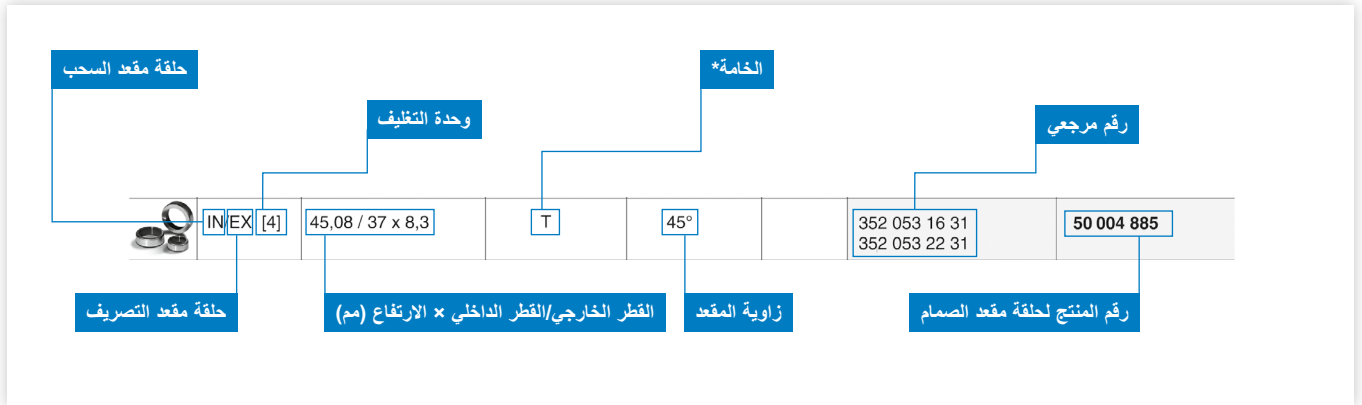 حلقة مقعد السحب
الخامة*
وحدة التغليف
رقم مرجعي
IN/EX [4]
45,08 / 37 x 8,3
T
45°
352 053 16 31
352 053 22 31
50 004 885
حلقة مقعد التصريف
القطر الخارجي/القطر الداخلي × الارتفاع (مم)
زاوية المقعد
رقم المنتج لحلقة مقعد الصمام